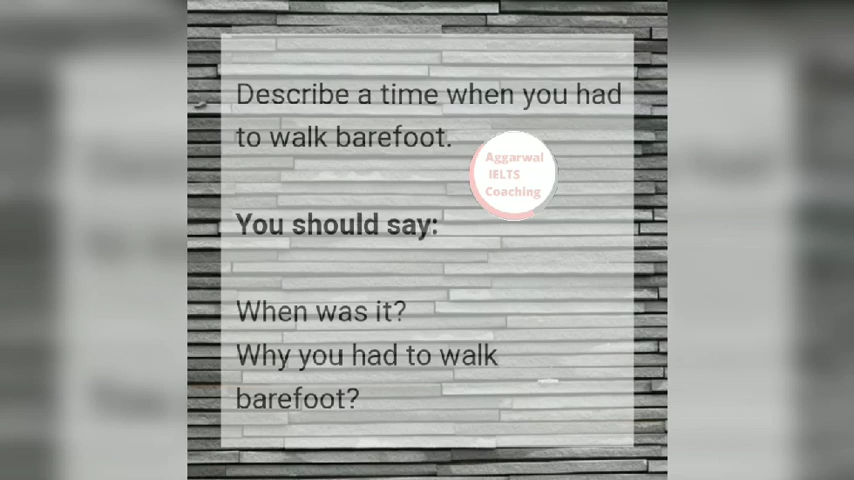 Describe a time when you had
to walk barefoot.
Aggarwal
IELTS
Coaching
You should say:
When was it?
Why you had to walk
barefoot?